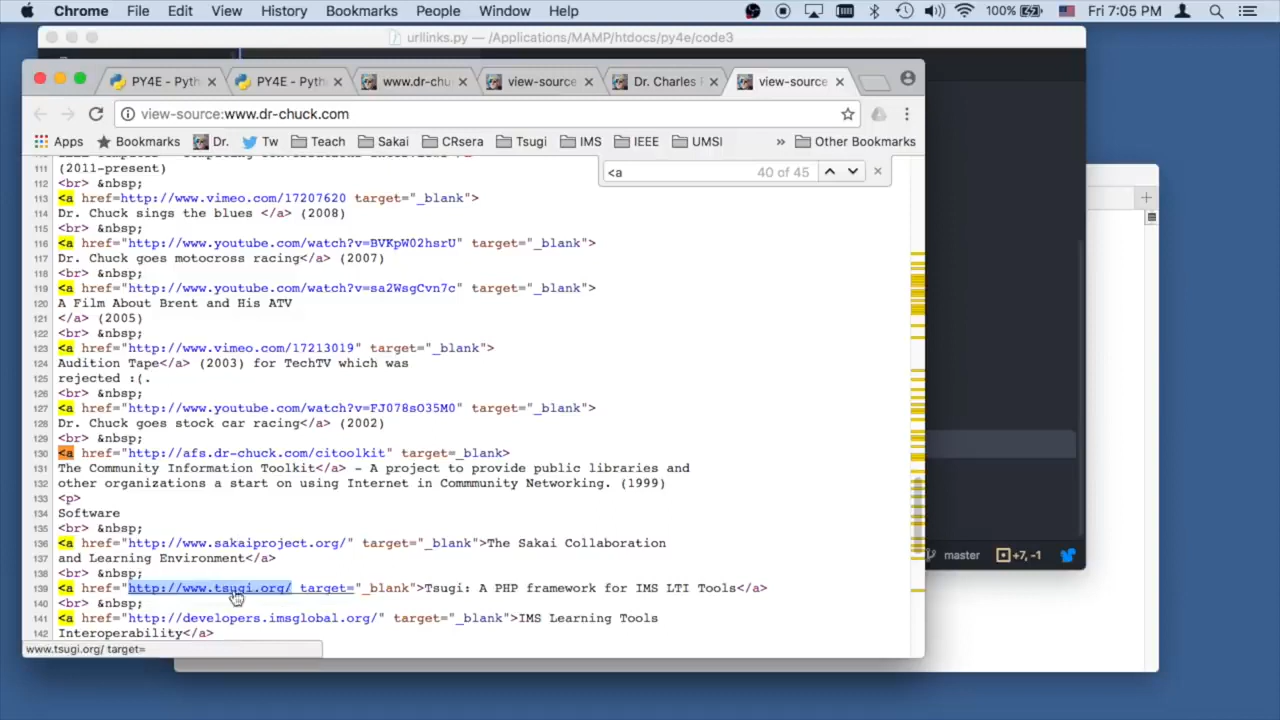 Chrome File Edit View History Bookmarks People Window Help 100% Fri 7:05 PM
urllinks.py — /Applications/MAMP/htdocs/py4e/code3
PY4E - Pyth PY4E - Pyth www.dr-chu view-source Dr. Charles view-source
view-source:www.dr-chuck.com
Apps Bookmarks Dr. Tw Teach Sakai CRsera Tsugi IMS IEEE UMSI » Other Bookmarks
<a 40 of 45
111 (2011-present)
112 <br> &nbsp;
113 <a href=http://www.vimeo.com/17207620 target="_blank">
114 Dr. Chuck sings the blues </a> (2008)
115 <br> &nbsp;
116 <a href="http://www.youtube.com/watch?v=BVKpW02hsrU" target="_blank">
117 Dr. Chuck goes motocross racing</a> (2007)
118 <br> &nbsp;
119 <a href="http://www.youtube.com/watch?v=sa2WsgCvn7c" target="_blank">
120 A Film About Brent and His ATV
121 </a> (2005)
122 <br> &nbsp;
123 <a href="http://www.vimeo.com/17213019" target="_blank">
124 Audition Tape</a> (2003) for TechTV which was
125 rejected :(.
126 <br> &nbsp;
127 <a href="http://www.youtube.com/watch?v=FJ078sO35M0" target="_blank">
128 Dr. Chuck goes stock car racing</a> (2002)
129 <br> &nbsp;
130 <a href="http://afs.dr-chuck.com/citoolkit" target="_blank>
131 The Community Information Toolkit</a> - A project to provide public libraries and
132 other organizations a start on using Internet in Community Networking. (1999)
133 <p>
134 Software
135 <br> &nbsp;
136 <a href="http://www.sakaiproject.org/" target="_blank">The Sakai Collaboration
137 and Learning Environment</a>
138 <br> &nbsp;
139 <a href="http://www.tsugi.org/ target="_blank">Tsugi: A PHP framework for IMS LTI Tools</a>
140 <br> &nbsp;
141 <a href="http://developers.imsglobal.org/" target="_blank">IMS Learning Tools
142 Interoperability</a>
www.tsugi.org/ target=
master +7, -1